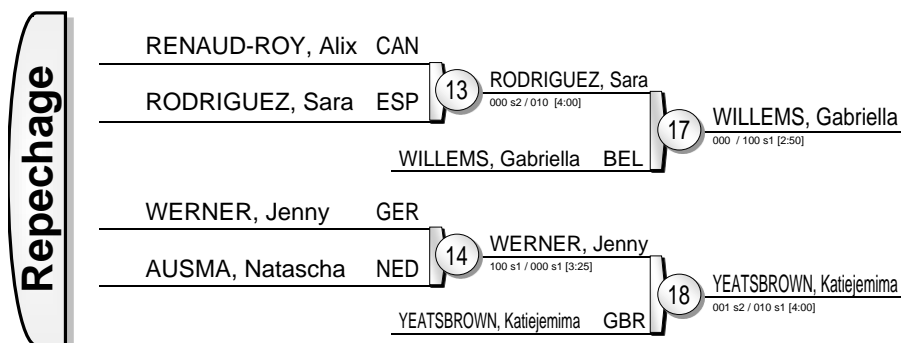 Repechage
RENAUD-ROY, Alix CAN
RODRIGUEZ, Sara ESP
13
RODRIGUEZ, Sara
000 s2 / 010 [4:00]
WILLEMS, Gabriella BEL
17
WILLEMS, Gabriella
000 / 100 s1 [2:50]
WERNER, Jenny GER
AUSMA, Natascha NED
14
WERNER, Jenny
100 s1 / 000 s1 [3:25]
YEATSBROWN, Katiejemima GBR
18
YEATSBROWN, Katiejemima
001 s2 / 010 s1 [4:00]